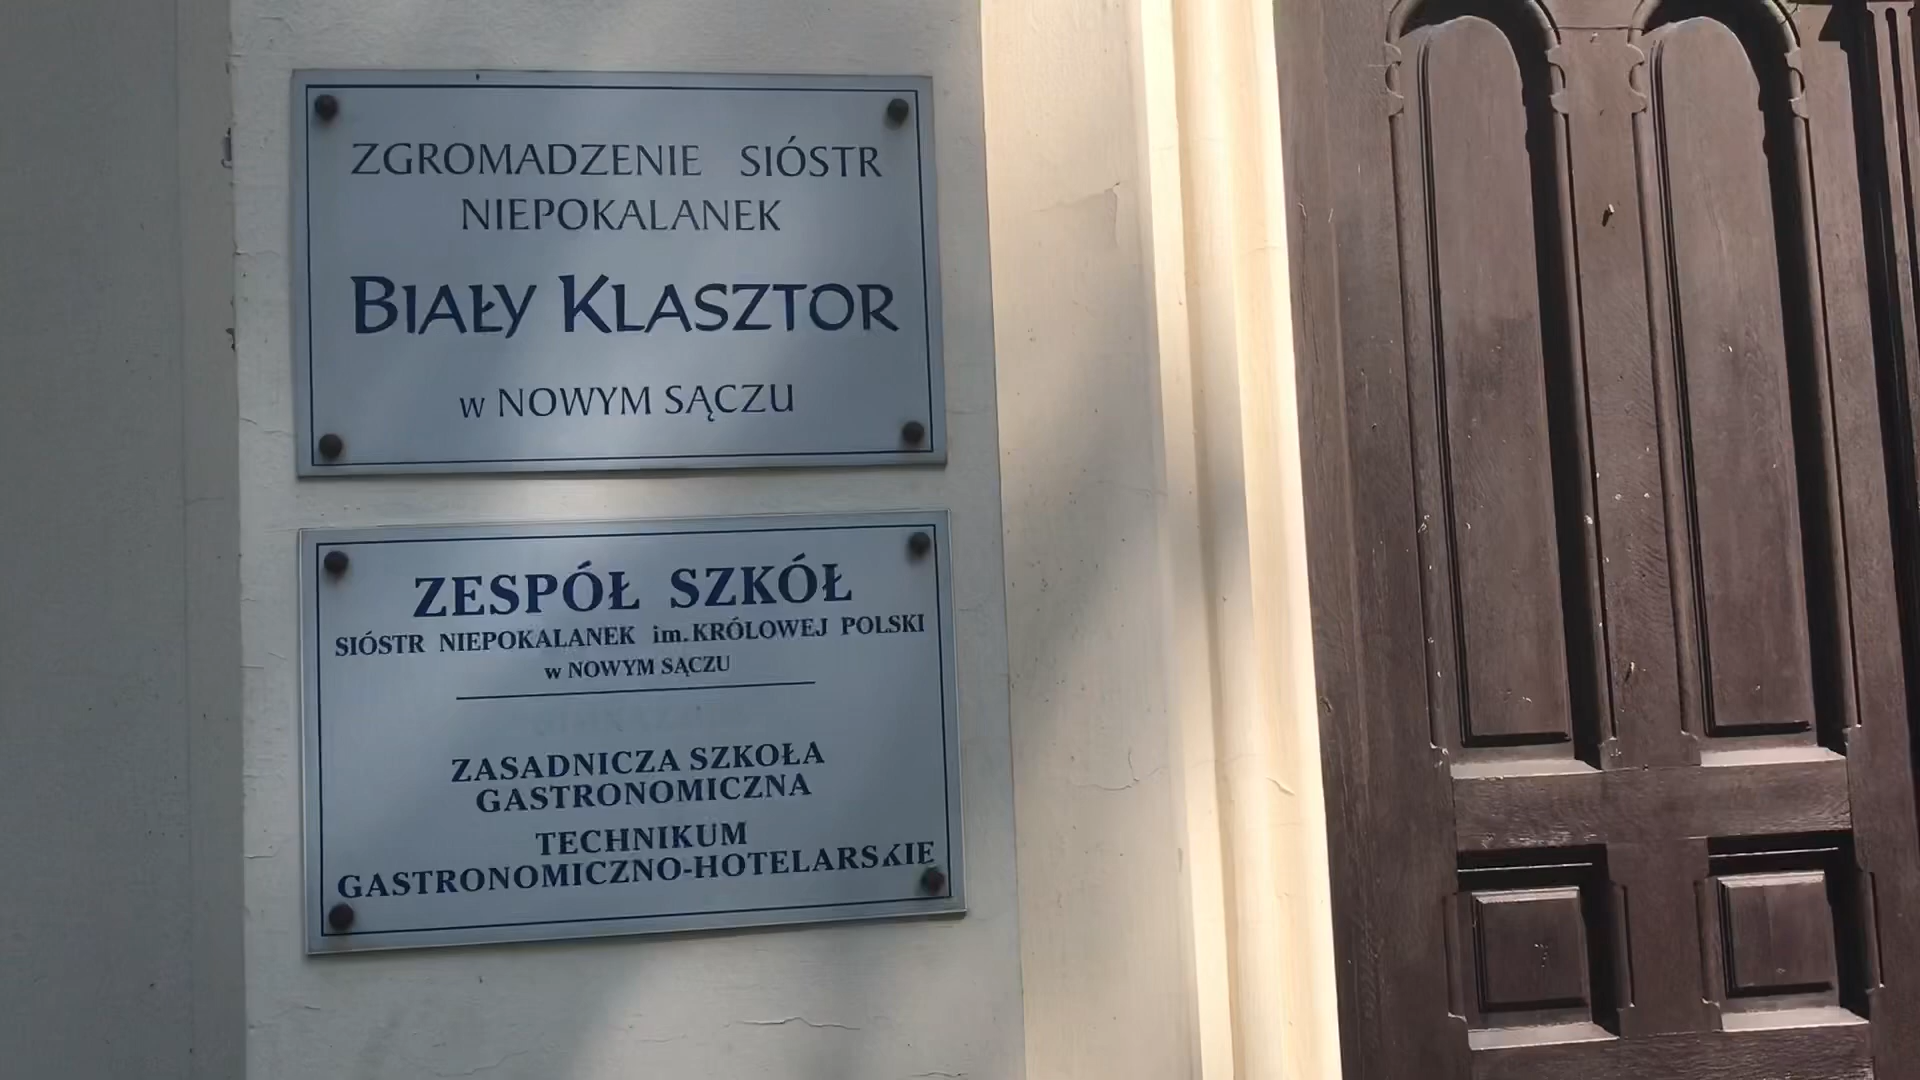 ZGROMADZENIE SIÓSTR
NIEPOKALANEK
BIAŁY KLASZTOR
w NOWYM SĄCZU
ZESPÓŁ SZKÓŁ
SIÓSTR NIEPOKALANEK im. KRÓLOWEJ POLSKI
w NOWYM SĄCZU
ZASADNICZA SZKOŁA
GASTRONOMICZNA
TECHNIKUM
GASTRONOMICZNO-HOTELARSKIE